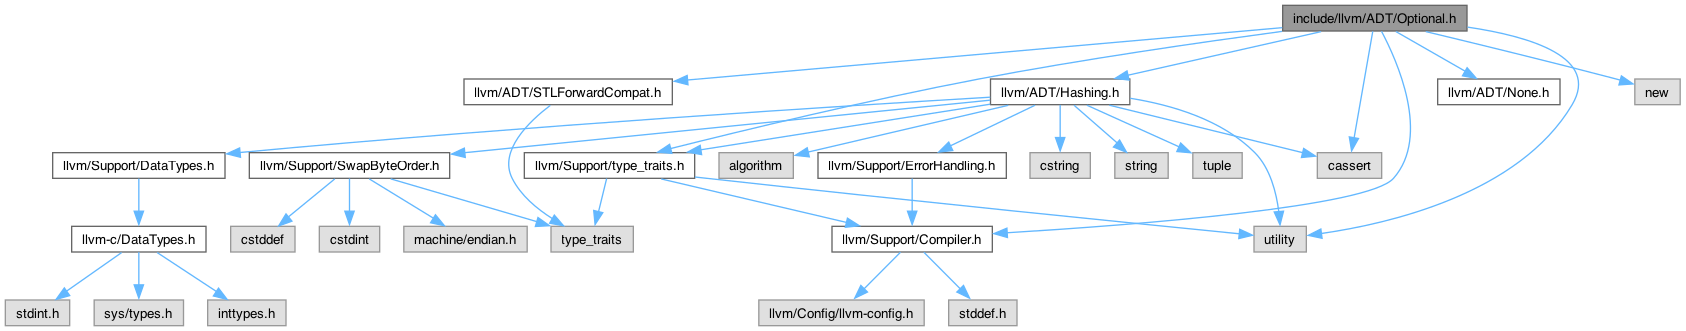 include/llvm/ADT/Optional.h
llvm/ADT/STLForwardCompat.h
llvm/ADT/Hashing.h
llvm/ADT/None.h
new
llvm/Support/DataTypes.h
llvm/Support/SwapByteOrder.h
llvm/Support/type_traits.h
algorithm
llvm/Support/ErrorHandling.h
cstring
string
tuple
cassert
llvm-c/DataTypes.h
cstddef
cstdint
machine/endian.h
type_traits
llvm/Support/Compiler.h
utility
stdint.h
sys/types.h
inttypes.h
llvm/Config/llvm-config.h
stddef.h